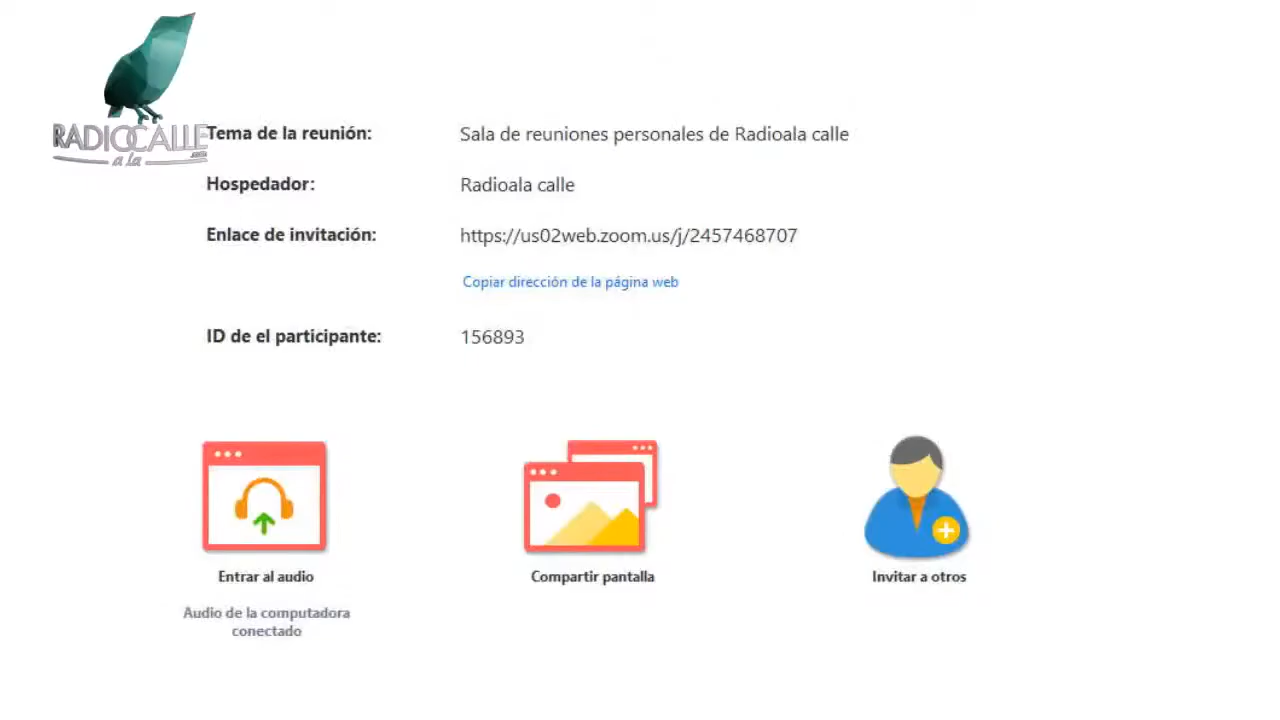 RADIOCALLE
a la
Tema de la reunión: Sala de reuniones personales de Radioala calle
Hospedador: Radioala calle
Enlace de invitación: https://us02web.zoom.us/j/2457468707
Copiar dirección de la página web
ID de el participante: 156893
Entrar al audio
Compartir pantalla
Invitar a otros
Audio de la computadora
conectado